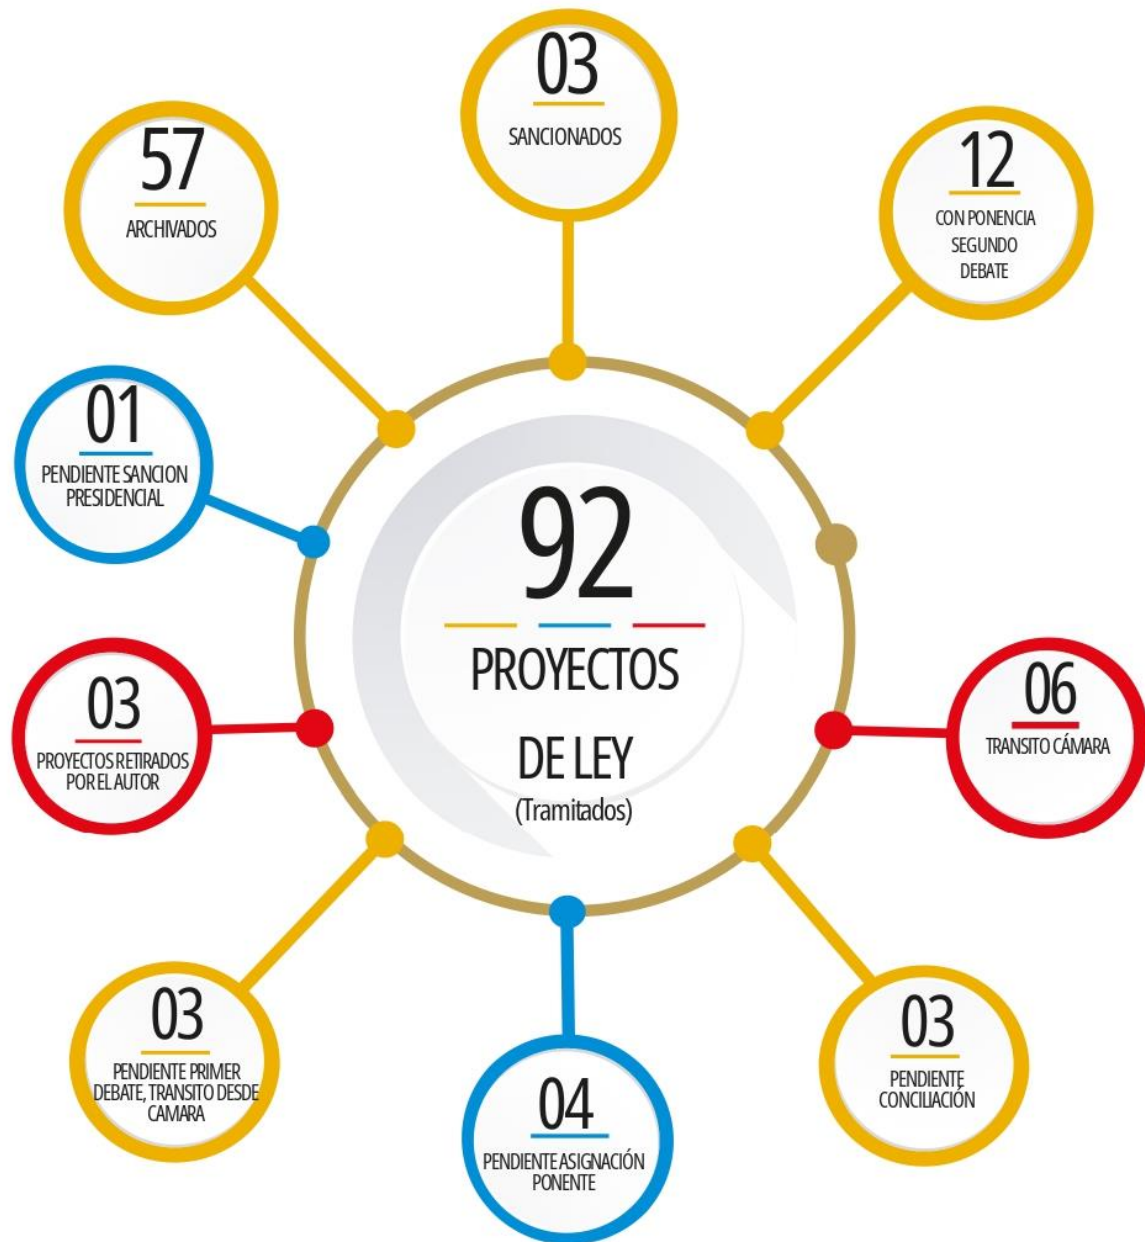 03
SANCIONADOS
57
ARCHIVADOS
12
CON PONENCIA
SEGUNDO
DEBATE
01
PENDIENTE SANCION
PRESIDENCIAL
92
PROYECTOS
DE LEY
(Tramitados)
03
PROYECTOS RETIRADOS
POR EL AUTOR
06
TRANSITO CÁMARA
03
PENDIENTE PRIMER
DEBATE, TRANSITO DESDE
CAMARA
04
PENDIENTE ASIGNACIÓN
PONENTE
03
PENDIENTE
CONCILIACIÓN